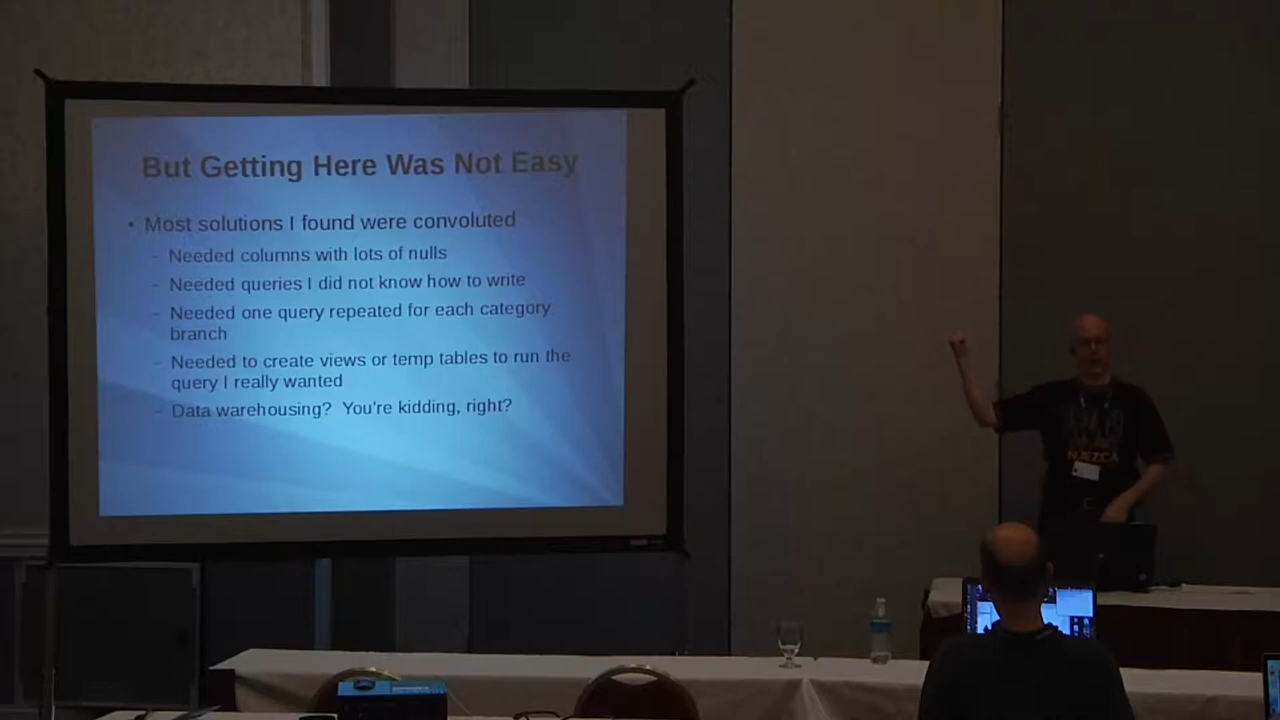 But Getting Here Was Not Easy
• Most solutions I found were convoluted
– Needed columns with lots of nulls
– Needed queries I did not know how to write
– Needed one query repeated for each category
branch
– Needed to create views or temp tables to run the
query I really wanted
– Data warehousing? You're kidding, right?